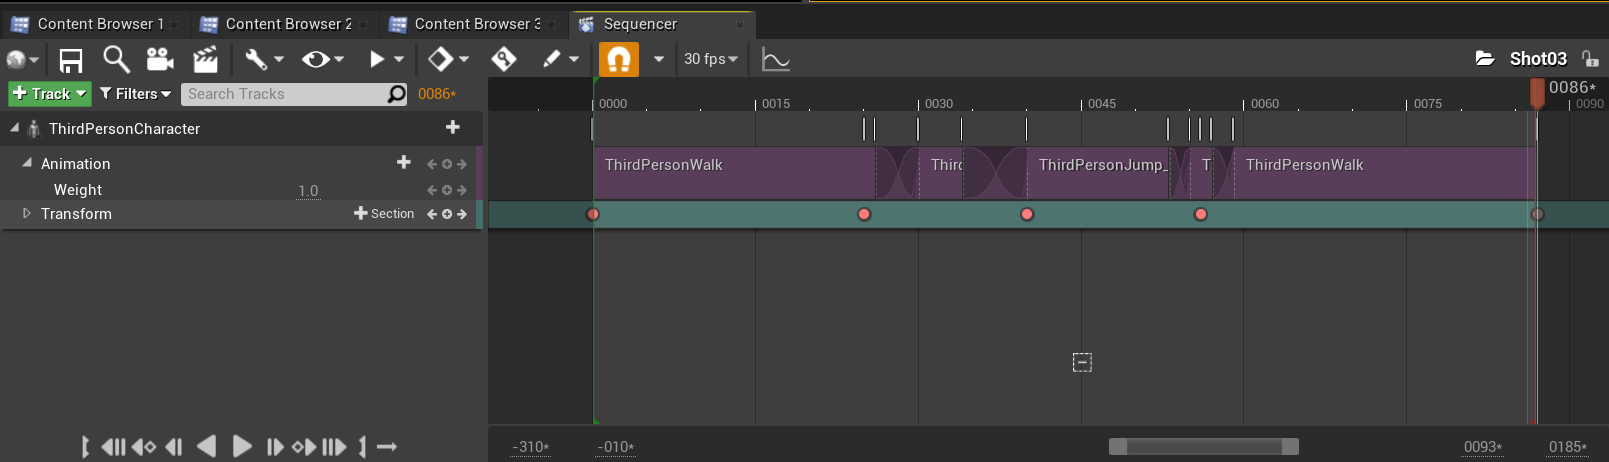 Content Browser 1 Content Browser 2 Content Browser 3 Sequencer
30 fps Shot03
Track Filters Search Tracks 0086* 0000 0015 0030 0045 0060 0075 0086* 0090
ThirdPersonCharacter
Animation ThirdPersonWalk Third ThirdPersonJump_ T ThirdPersonWalk
Weight 1.0
Transform Section
-310* -010* 0093* 0185*